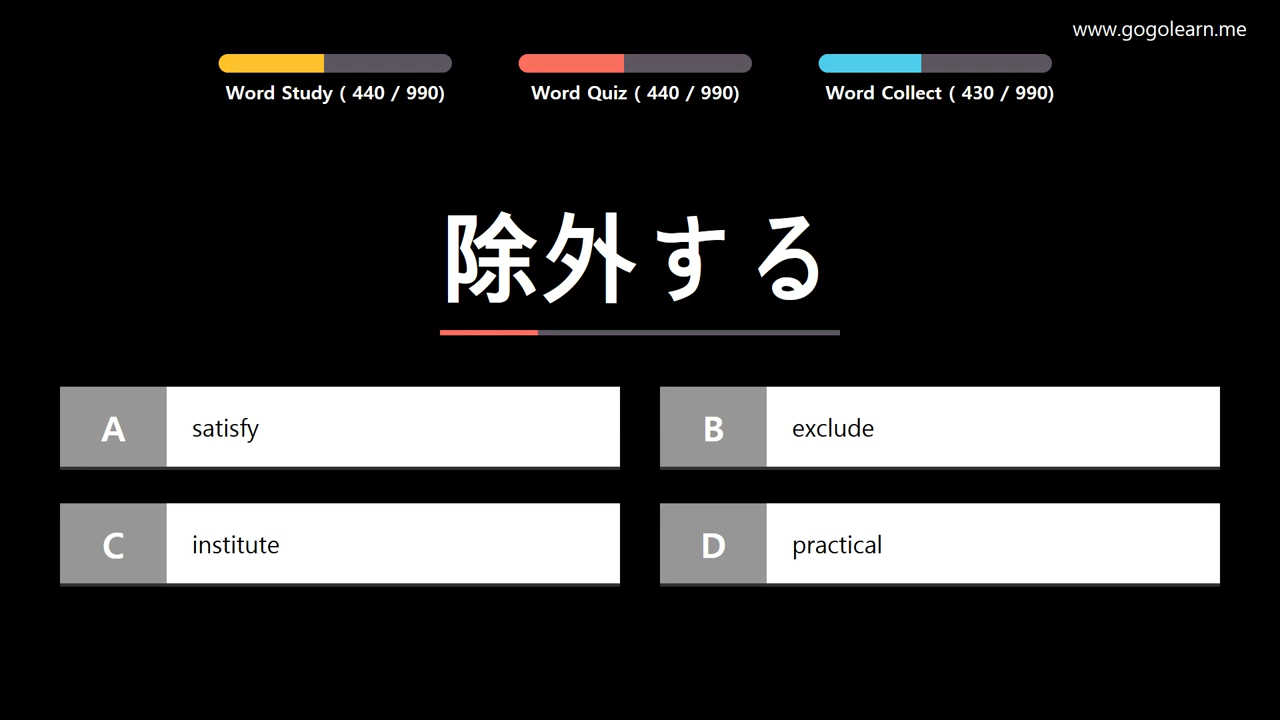 www.gogolearn.me
Word Study ( 440 / 990)
Word Quiz ( 440 / 990)
Word Collect ( 430 / 990)
除外する
A satisfy
B exclude
C institute
D practical